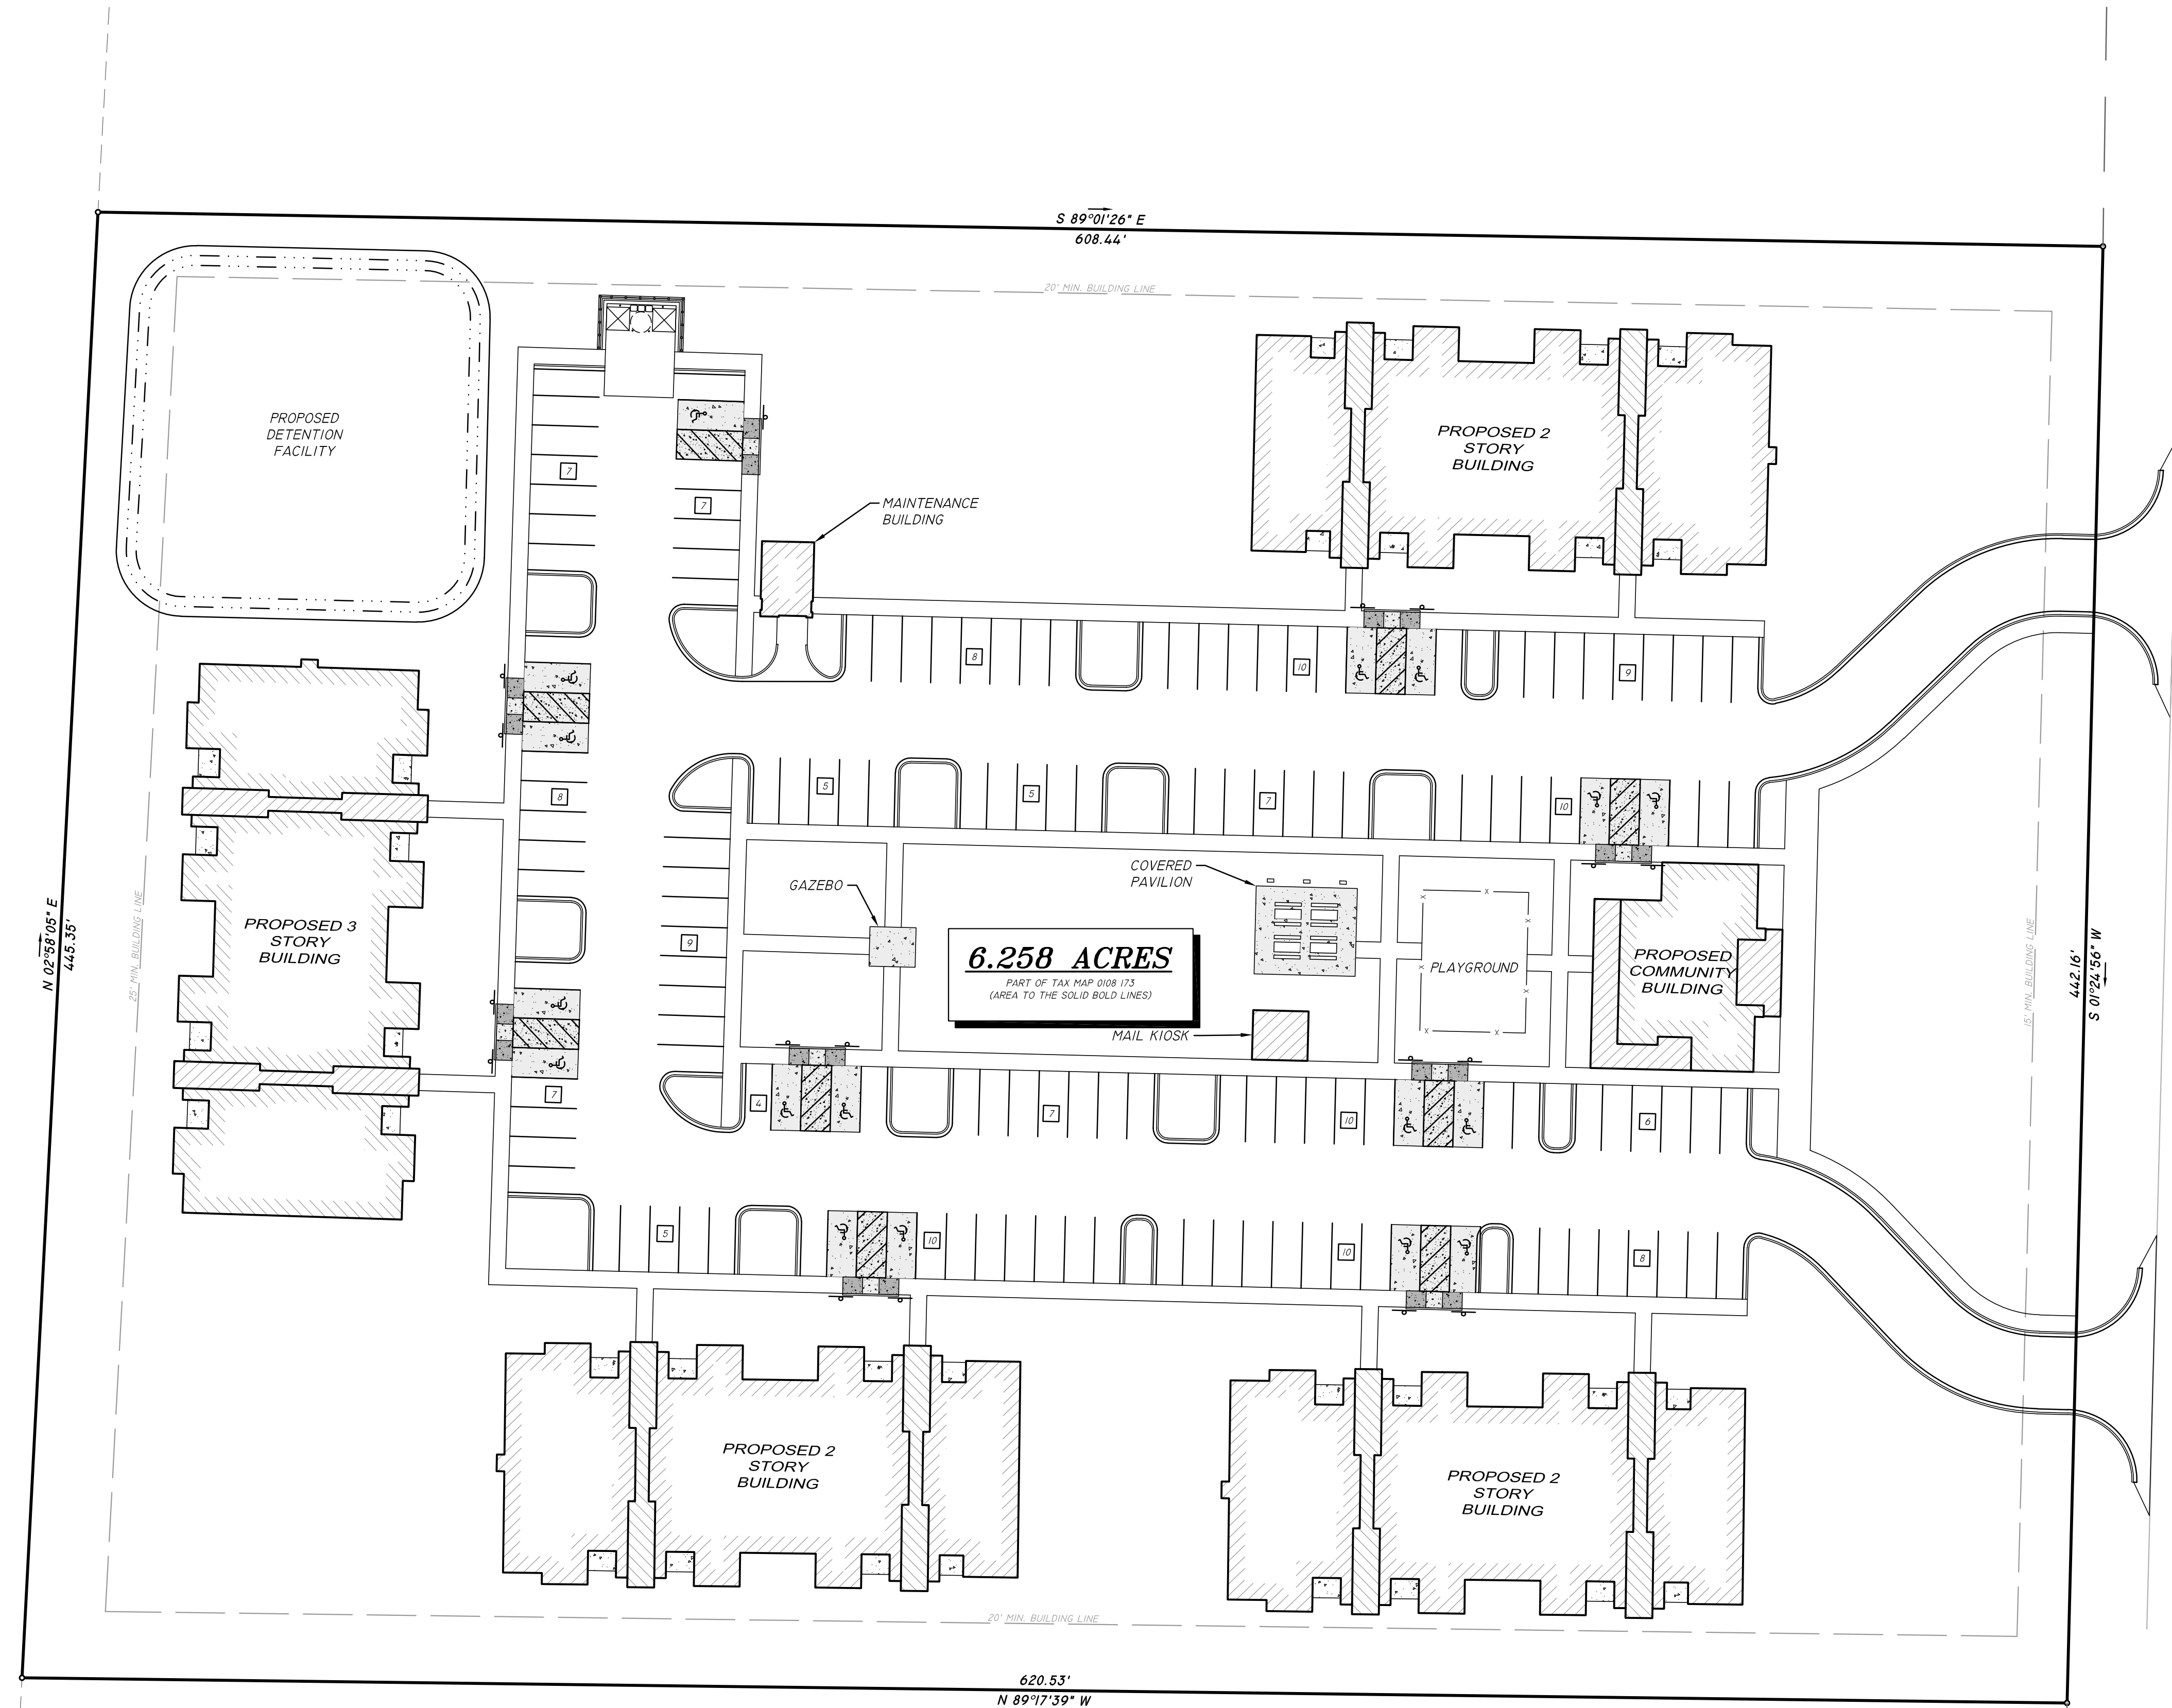 S 89°01'26" E
608.44'
20' MIN. BUILDING LINE
PROPOSED
DETENTION
FACILITY
PROPOSED 2
STORY
BUILDING
7
7
MAINTENANCE
BUILDING
8
10
9
8
5
5
7
10
COVERED
PAVILION
GAZEBO
N 02°58'05" E
445.35'
25' MIN. BUILDING LINE
PROPOSED 3
STORY
BUILDING
9
6.258 ACRES
PART OF TAX MAP 0108 173
(AREA TO THE SOLID BOLD LINES)
PLAYGROUND
PROPOSED
COMMUNITY
BUILDING
15' MIN. BUILDING LINE
442.16'
S 01°24'56" W
MAIL KIOSK
7
4
7
10
6
5
10
10
8
PROPOSED 2
STORY
BUILDING
PROPOSED 2
STORY
BUILDING
20' MIN. BUILDING LINE
620.53'
N 89°17'39" W